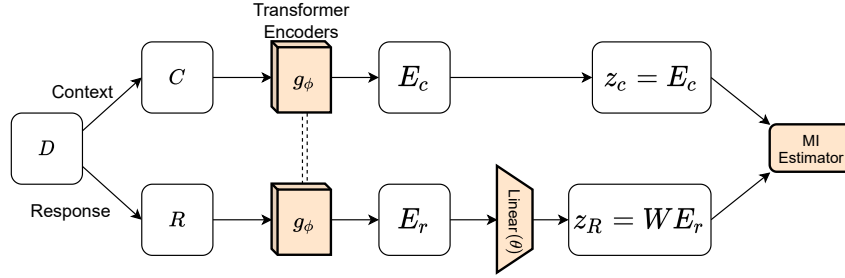 Transformer
Encoders
Context
C
g_ϕ
E_c
z_c = E_c
D
MI
Estimator
Response
R
g_ϕ
E_r
Linear(θ)
z_R = WE_r